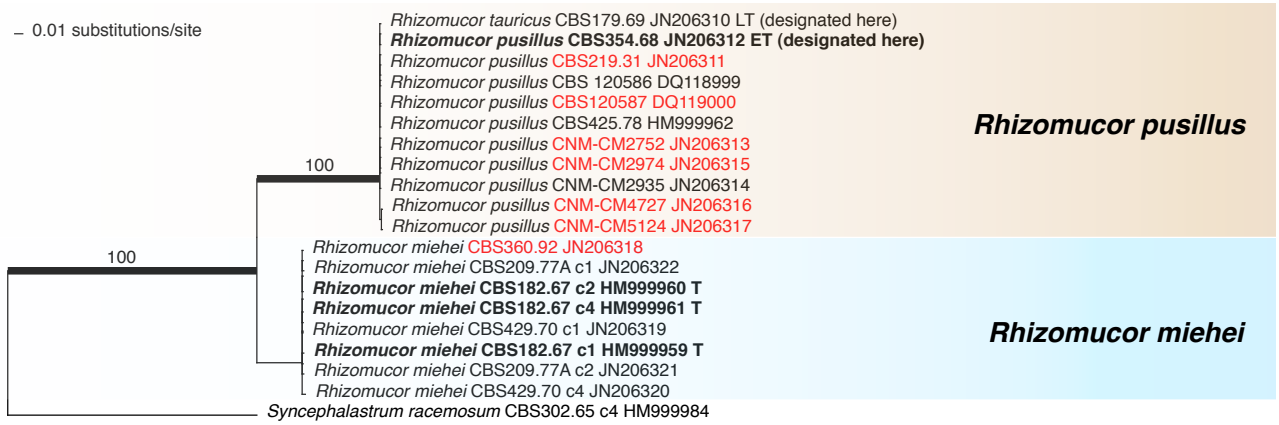 0.01 substitutions/site
Rhizomucor tauricus CBS179.69 JN206310 LT (designated here)
Rhizomucor pusillus CBS354.68 JN206312 ET (designated here)
Rhizomucor pusillus CBS219.31 JN206311
Rhizomucor pusillus CBS 120586 DQ118999
Rhizomucor pusillus CBS120587 DQ119000
Rhizomucor pusillus CBS425.78 HM999962
Rhizomucor pusillus
Rhizomucor pusillus CNM-CM2752 JN206313
100
Rhizomucor pusillus CNM-CM2974 JN206315
Rhizomucor pusillus CNM-CM2935 JN206314
Rhizomucor pusillus CNM-CM4727 JN206316
Rhizomucor pusillus CNM-CM5124 JN206317
Rhizomucor miehei CBS360.92 JN206318
100
Rhizomucor miehei CBS209.77A c1 JN206322
Rhizomucor miehei CBS182.67 c2 HM999960 T
Rhizomucor miehei CBS182.67 c4 HM999961 T
Rhizomucor miehei CBS429.70 c1 JN206319
Rhizomucor miehei
Rhizomucor miehei CBS182.67 c1 HM999959 T
Rhizomucor miehei CBS209.77A c2 JN206321
Rhizomucor miehei CBS429.70 c4 JN206320
Syncephalastrum racemosum CBS302.65 c4 HM999984